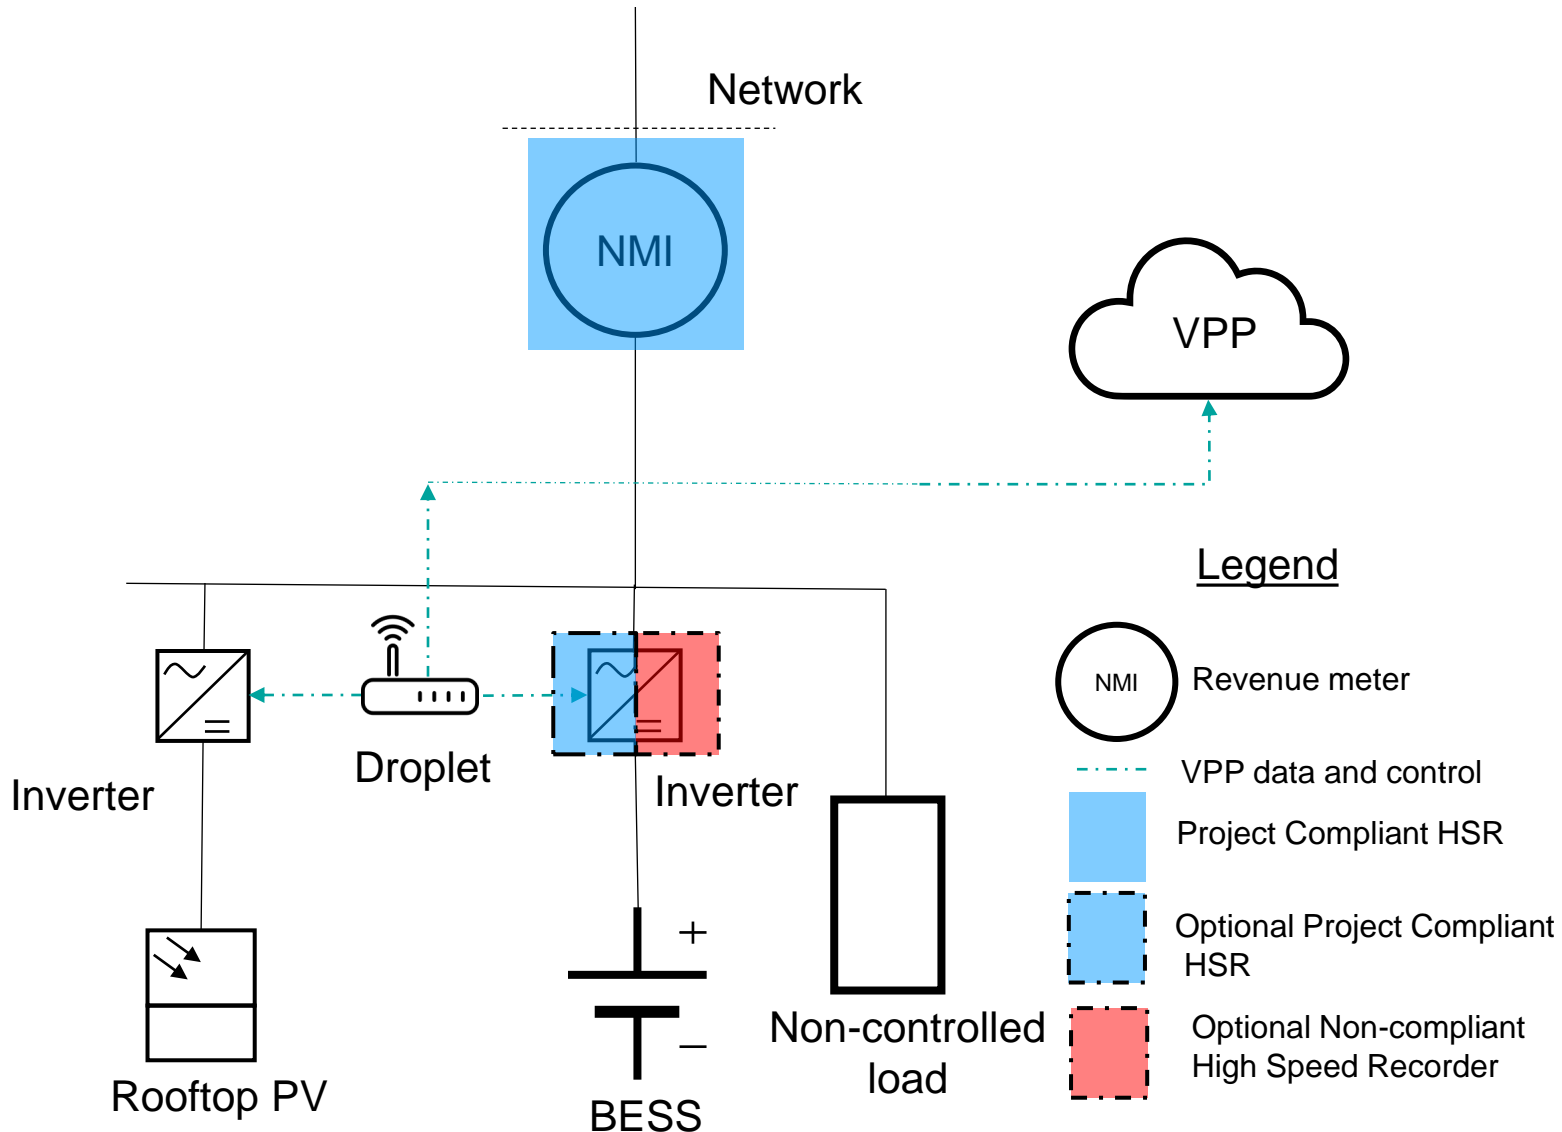 Network
NMI
VPP
Legend
NMI
Revenue meter
VPP data and control
Project Compliant HSR
Optional Project Compliant
HSR
Optional Non-compliant
High Speed Recorder
Droplet
Inverter
Inverter
Non-controlled
load
Rooftop PV
BESS